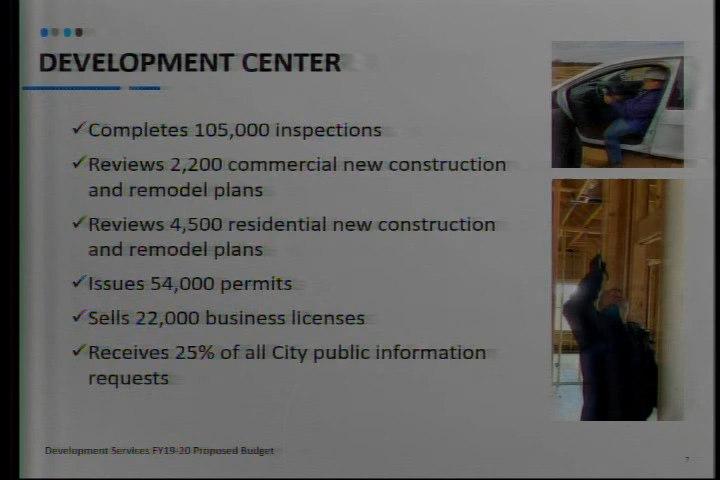 DEVELOPMENT CENTER
✓Completes 105,000 inspections
✓Reviews 2,200 commercial new construction
and remodel plans
✓Reviews 4,500 residential new construction
and remodel plans
✓Issues 54,000 permits
✓Sells 22,000 business licenses
✓Receives 25% of all City public information
requests
Development Services FY19-20 Proposed Budget
7